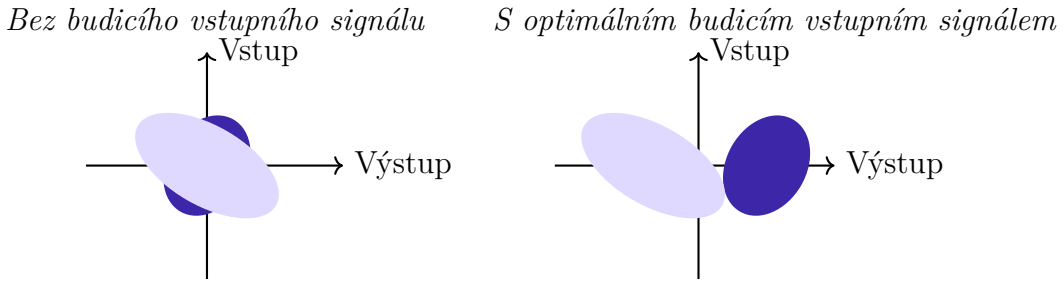 Bez budicího vstupního signálu
Vstup
Výstup
S optimálním budicím vstupním signálem
Vstup
Výstup